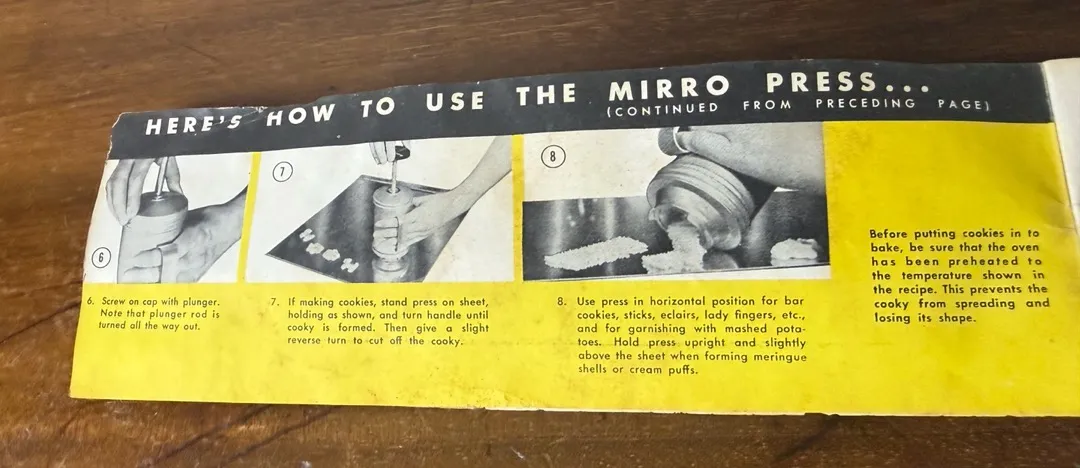 HERE'S HOW TO USE THE MIRRO PRESS...
(CONTINUED FROM PRECEDING PAGE)
6
7
8
6. Screw on cap with plunger.
Note that plunger rod is
turned all the way out.
7. If making cookies, stand press on sheet,
holding as shown, and turn handle until
cooky is formed. Then give a slight
reverse turn to cut off the cooky.
8. Use press in horizontal position for bar
cookies, sticks, eclairs, lady fingers, etc.,
and for garnishing with mashed pota-
toes. Hold press upright and slightly
above the sheet when forming meringue
shells or cream puffs.
Before putting cookies in to
bake, be sure that the oven
has been preheated to
the temperature shown in
the recipe. This prevents the
cooky from spreading and
losing its shape.